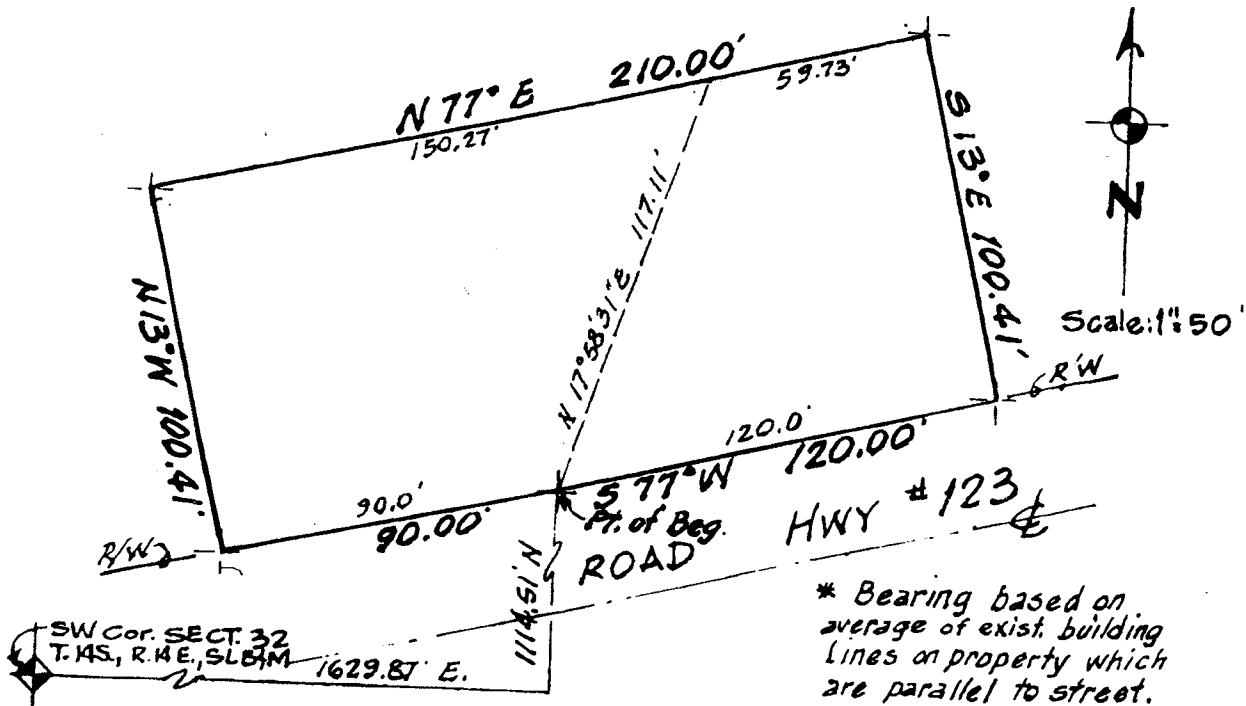 N 77° E 210.00'
150.27'
59.73'
S 13° E 100.41'
N
Scale: 1": 50'
N 17° 58' 31" E 117.11'
N 13° W 100.41'
R/W
120.0'
S 77° W 120.00'
90.0'
90.00'
* Pt. of Beg.
HWY # 123
ROAD
R/W
N. 1114.51'
SW Cor. SECT. 32
T. 14S., R. 14 E., SLB&M
1629.87' E.
* Bearing based on
average of exist. building
lines on property which
are parallel to street.